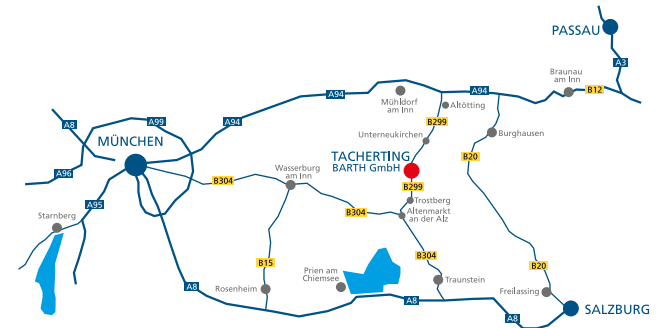 PASSAU
A3
Braunau
am Inn
B12
A94
A94
A94
Mühldorf
am Inn
Altötting
A8
A99
MÜNCHEN
B299
Unterneukirchen
Burghausen
TACHERTING
BARTH GmbH
B20
A96
Wasserburg
am Inn
B304
B299
A95
Trostberg
Starnberg
B304
Altenmarkt
an der Alz
B304
B15
Prien am
Chiemsee
B20
Traunstein
A8
Rosenheim
Freilassing
A8
SALZBURG
A8